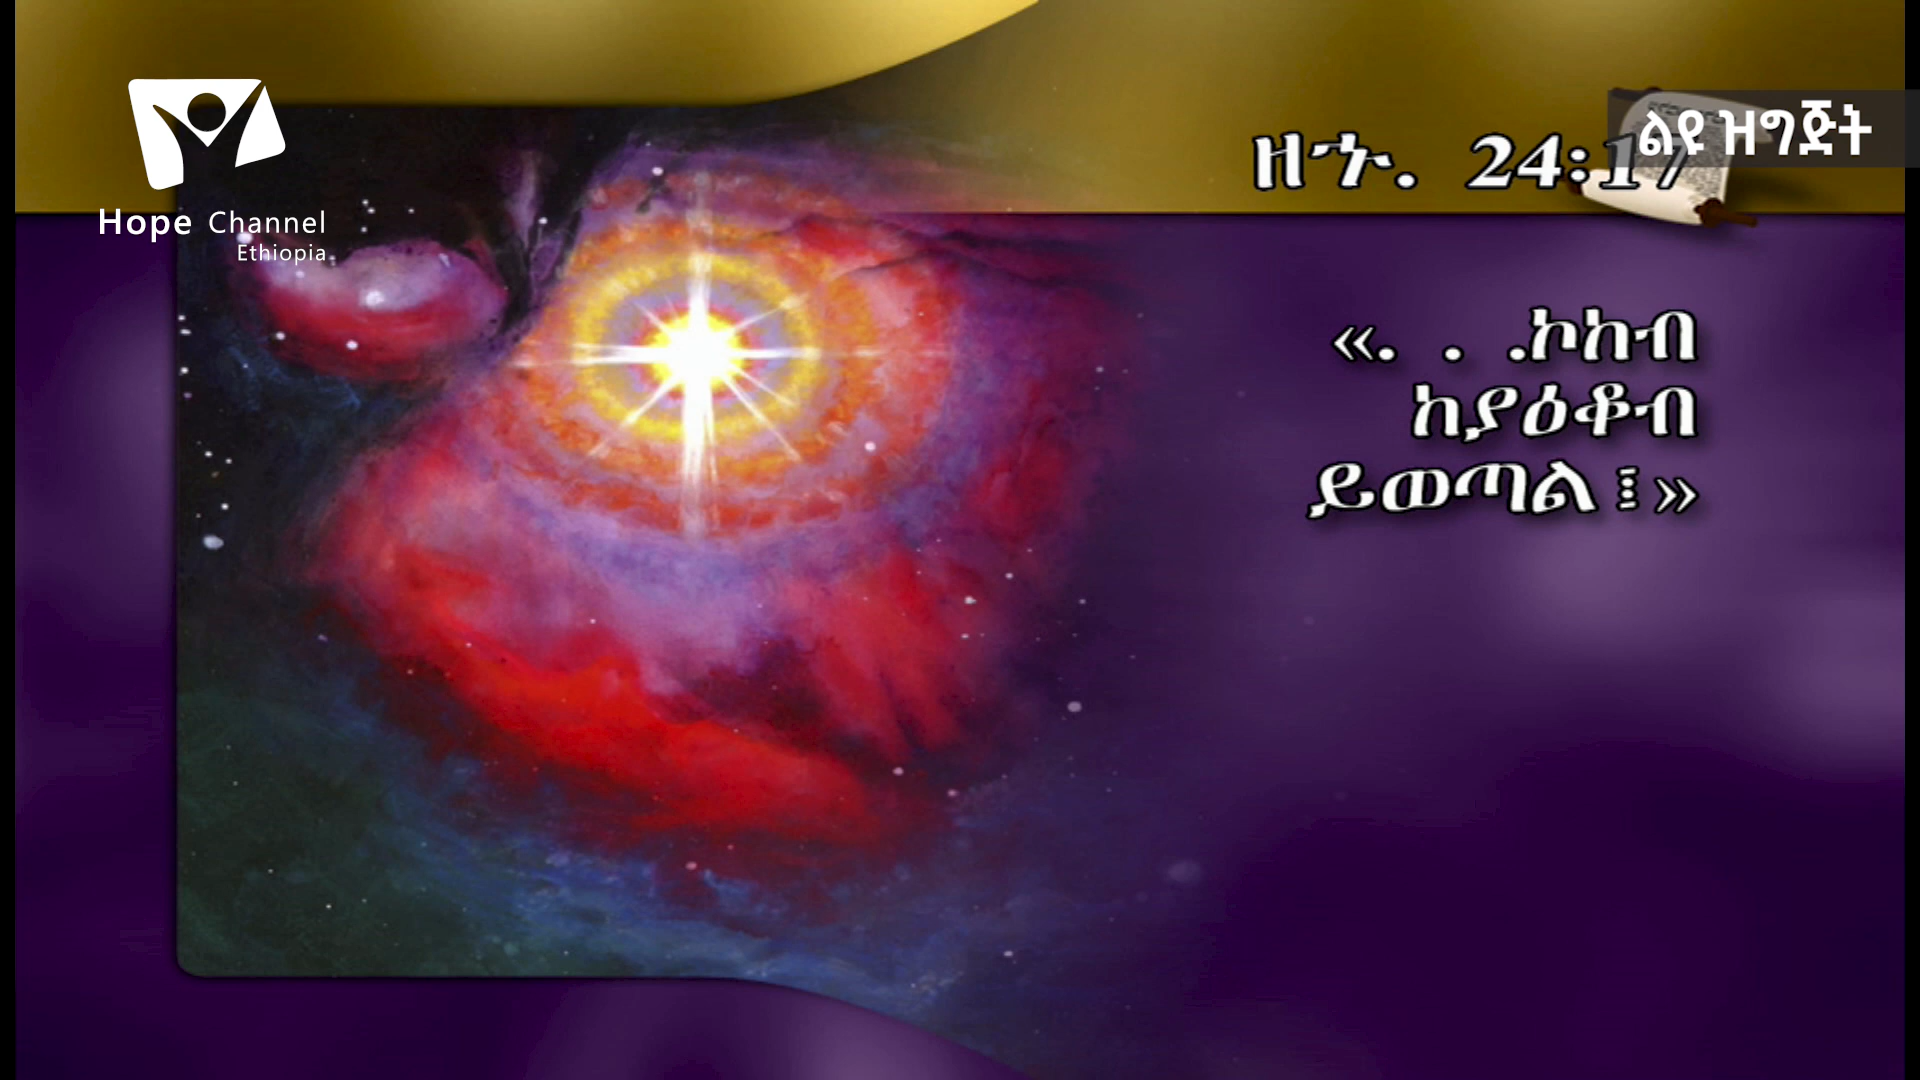 Hope Channel
Ethiopia
ልዩ ዝግጅት
ዘኍ. 24:17
«. . .ኮከብ
ከያዕቆብ
ይወጣል፤»